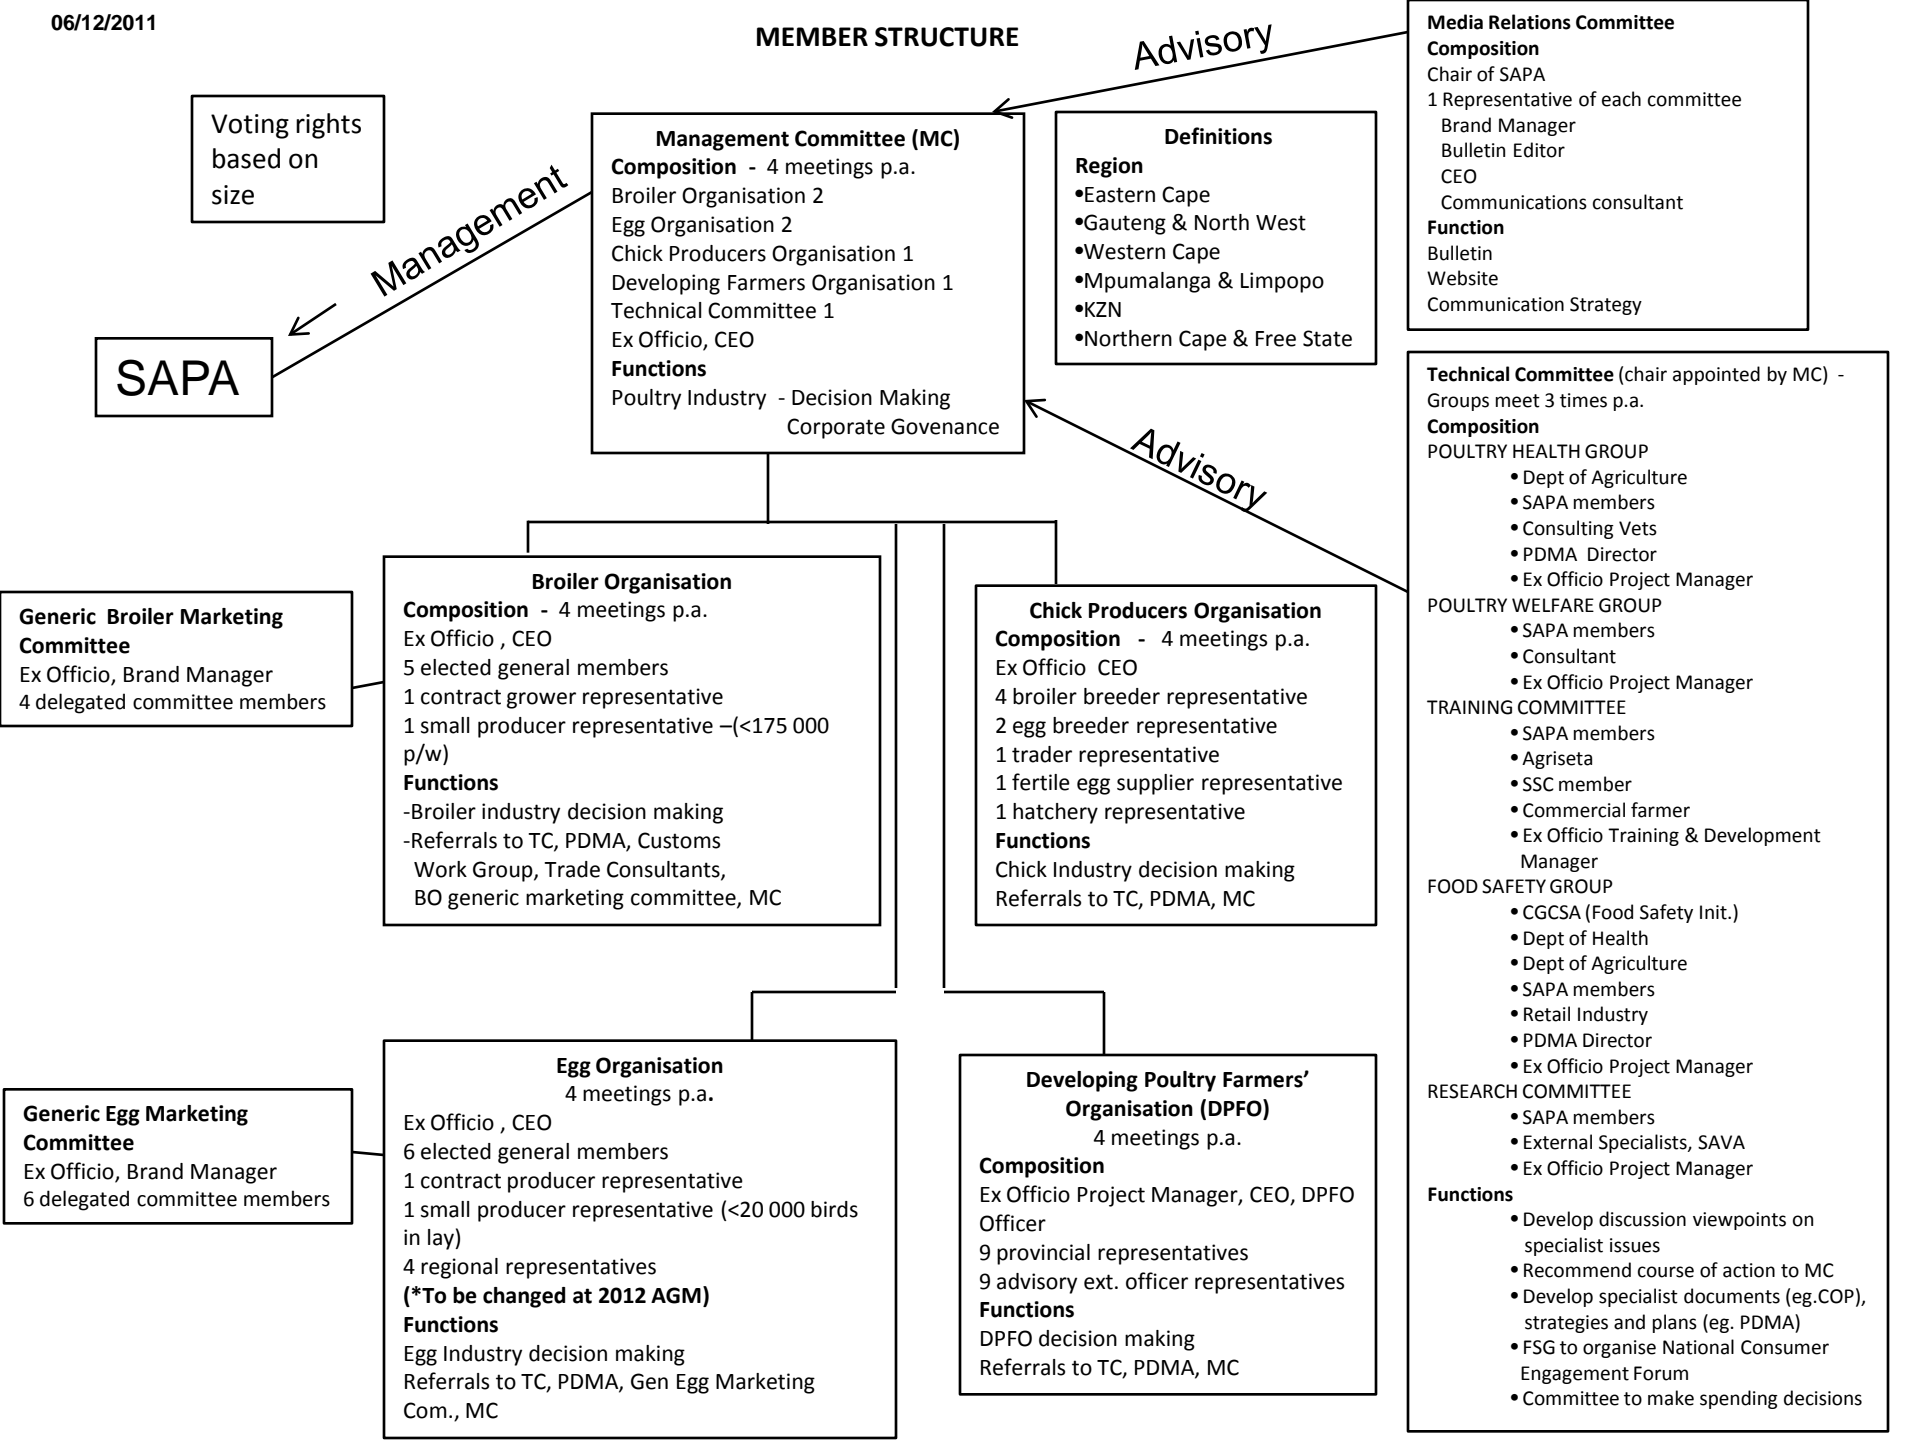 06/12/2011
MEMBER STRUCTURE
Voting rights
based on
size
Management
SAPA
Advisory
Management Committee (MC)
Composition - 4 meetings p.a.
Broiler Organisation 2
Egg Organisation 2
Chick Producers Organisation 1
Developing Farmers Organisation 1
Technical Committee 1
Ex Officio, CEO
Functions
Poultry Industry - Decision Making
Corporate Govenance
Definitions
Region
•Eastern Cape
•Gauteng & North West
•Western Cape
•Mpumalanga & Limpopo
•KZN
•Northern Cape & Free State
Media Relations Committee
Composition
Chair of SAPA
1 Representative of each committee
Brand Manager
Bulletin Editor
CEO
Communications consultant
Function
Bulletin
Website
Communication Strategy
Advisory
Technical Committee (chair appointed by MC) -
Groups meet 3 times p.a.
Composition
POULTRY HEALTH GROUP
• Dept of Agriculture
• SAPA members
• Consulting Vets
• PDMA Director
• Ex Officio Project Manager
POULTRY WELFARE GROUP
• SAPA members
• Consultant
• Ex Officio Project Manager
TRAINING COMMITTEE
• SAPA members
• Agriseta
• SSC member
• Commercial farmer
• Ex Officio Training & Development
Manager
FOOD SAFETY GROUP
• CGCSA (Food Safety Init.)
• Dept of Health
• Dept of Agriculture
• SAPA members
• Retail Industry
• PDMA Director
• Ex Officio Project Manager
RESEARCH COMMITTEE
• SAPA members
• External Specialists, SAVA
• Ex Officio Project Manager
Functions
• Develop discussion viewpoints on
specialist issues
• Recommend course of action to MC
• Develop specialist documents (eg.COP),
strategies and plans (eg. PDMA)
• FSG to organise National Consumer
Engagement Forum
• Committee to make spending decisions
Generic Broiler Marketing
Committee
Ex Officio, Brand Manager
4 delegated committee members
Broiler Organisation
Composition - 4 meetings p.a.
Ex Officio , CEO
5 elected general members
1 contract grower representative
1 small producer representative –(<175 000
p/w)
Functions
-Broiler industry decision making
-Referrals to TC, PDMA, Customs
Work Group, Trade Consultants,
BO generic marketing committee, MC
Chick Producers Organisation
Composition - 4 meetings p.a.
Ex Officio CEO
4 broiler breeder representative
2 egg breeder representative
1 trader representative
1 fertile egg supplier representative
1 hatchery representative
Functions
Chick Industry decision making
Referrals to TC, PDMA, MC
Generic Egg Marketing
Committee
Ex Officio, Brand Manager
6 delegated committee members
Egg Organisation
4 meetings p.a.
Ex Officio , CEO
6 elected general members
1 contract producer representative
1 small producer representative (<20 000 birds
in lay)
4 regional representatives
(*To be changed at 2012 AGM)
Functions
Egg Industry decision making
Referrals to TC, PDMA, Gen Egg Marketing
Com., MC
Developing Poultry Farmers’
Organisation (DPFO)
4 meetings p.a.
Composition
Ex Officio Project Manager, CEO, DPFO
Officer
9 provincial representatives
9 advisory ext. officer representatives
Functions
DPFO decision making
Referrals to TC, PDMA, MC